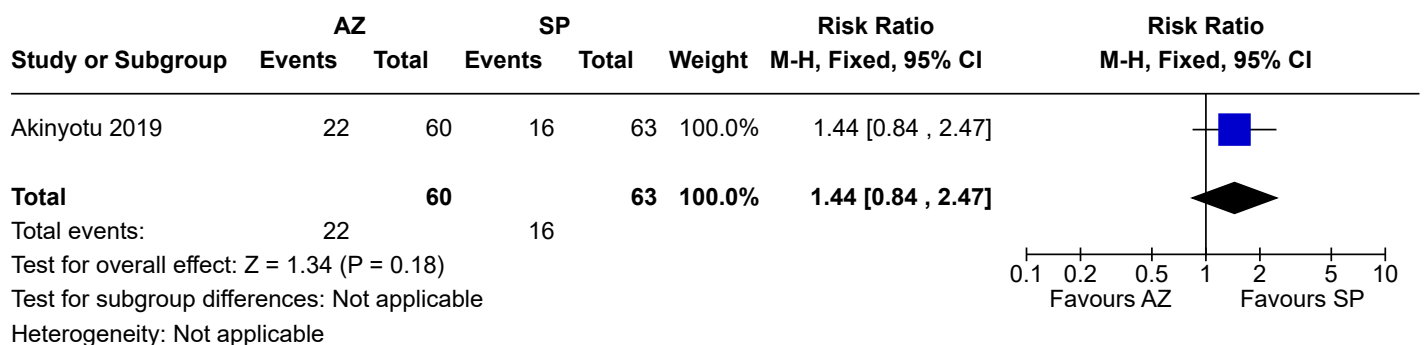 AZ SP Risk Ratio Risk Ratio
Study or Subgroup Events Total Events Total Weight M-H, Fixed, 95% CI M-H, Fixed, 95% CI
Akinyotu 2019 22 60 16 63 100.0% 1.44 [0.84 , 2.47]
Total 60 63 100.0% 1.44 [0.84 , 2.47]
Total events: 22 16
Test for overall effect: Z = 1.34 (P = 0.18)
0.1 0.2 0.5 1 2 5 10
Test for subgroup differences: Not applicable
Favours AZ Favours SP
Heterogeneity: Not applicable